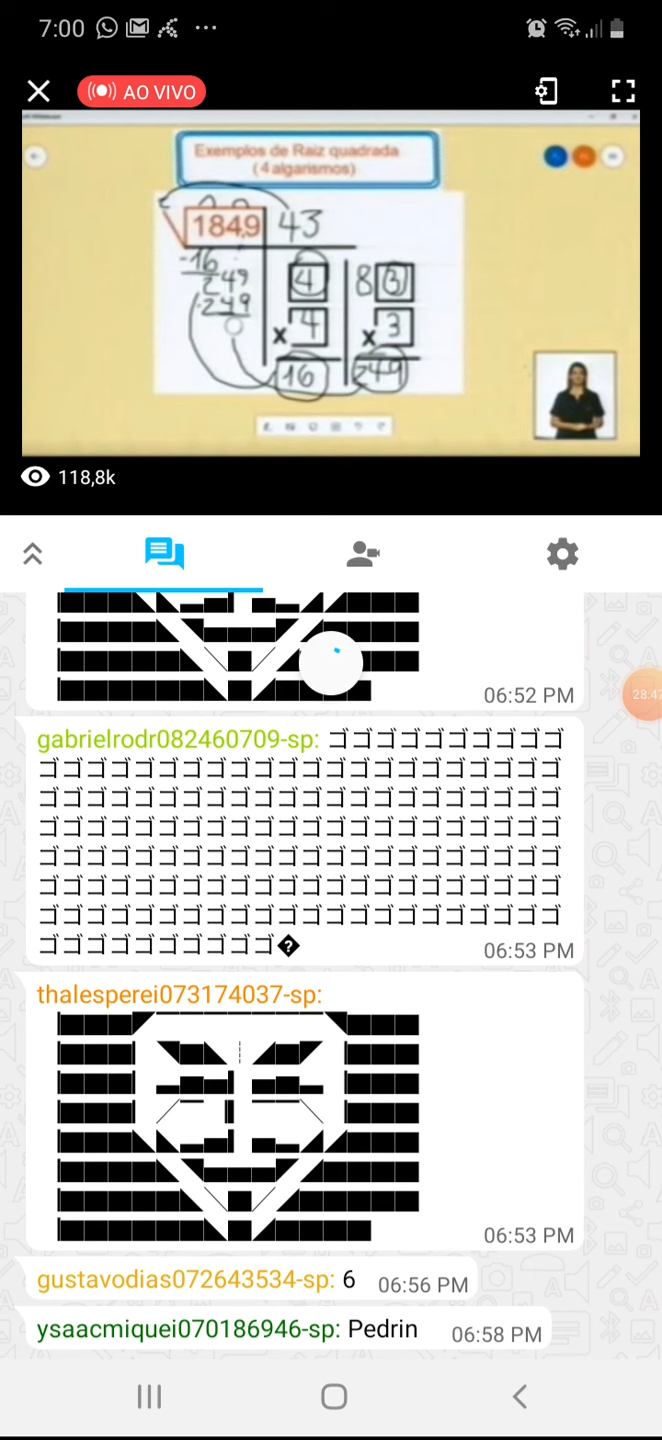 7:00
AO VIVO
Exemplos de Raiz quadrada
(4 algarismos)
1849 43
-16
249
-249
0
4
x 4
16
8 3
x 3
249
118,8k
28:47
06:52 PM
gabrielrodr082460709-sp: ゴゴゴゴゴゴゴゴゴゴ
ゴゴゴゴゴゴゴゴゴゴゴゴゴゴゴゴゴゴゴゴゴゴ
ゴゴゴゴゴゴゴゴゴゴゴゴゴゴゴゴゴゴゴゴゴゴ
ゴゴゴゴゴゴゴゴゴゴゴゴゴゴゴゴゴゴゴゴゴゴ
ゴゴゴゴゴゴゴゴゴゴゴゴゴゴゴゴゴゴゴゴゴゴ
ゴゴゴゴゴゴゴゴゴゴゴゴゴゴゴゴゴゴゴゴゴゴ
ゴゴゴゴゴゴゴゴゴゴゴゴゴゴゴゴゴゴゴゴゴゴ
ゴゴゴゴゴゴゴゴゴゴ�
06:53 PM
thalesperei073174037-sp:
06:53 PM
gustavodias072643534-sp: 6 06:56 PM
ysaacmiquei070186946-sp: Pedrin 06:58 PM